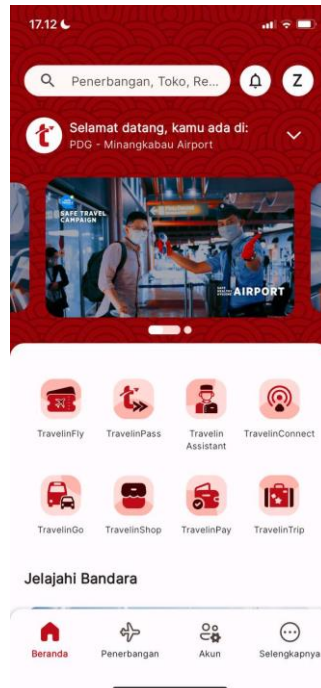 17.12
Penerbangan, Toko, Re...
Z
Selamat datang, kamu ada di:
PDG - Minangkabau Airport
SAFE TRAVEL
CAMPAIGN
AIRPORT
TravelinFly
TravelinPass
Travelin
Assistant
TravelinConnect
TravelinGo
TravelinShop
TravelinPay
TravelinTrip
Jelajahi Bandara
Beranda
Penerbangan
Akun
Selengkapnya